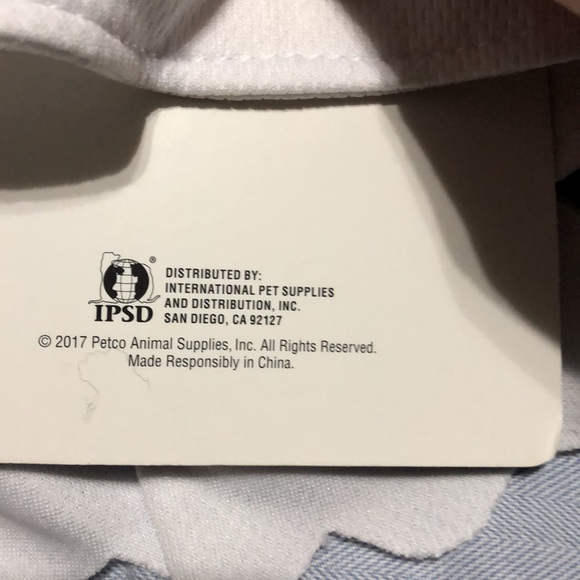 ®
DISTRIBUTED BY:
INTERNATIONAL PET SUPPLIES
AND DISTRIBUTION, INC.
SAN DIEGO, CA 92127
IPSD
© 2017 Petco Animal Supplies, Inc. All Rights Reserved.
Made Responsibly in China.